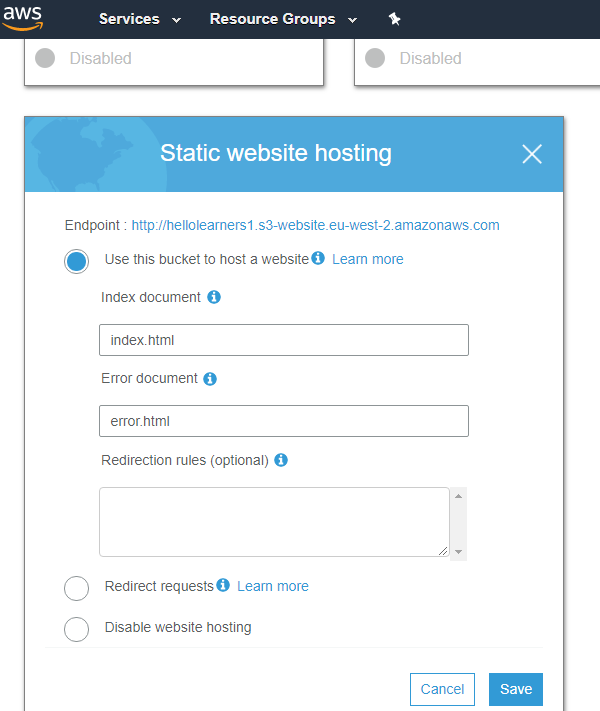 aws
Services Resource Groups
Disabled Disabled
Static website hosting
Endpoint : http://hellolearners1.s3-website.eu-west-2.amazonaws.com
Use this bucket to host a website Learn more
Index document
index.html
Error document
error.html
Redirection rules (optional)
Redirect requests Learn more
Disable website hosting
Cancel Save